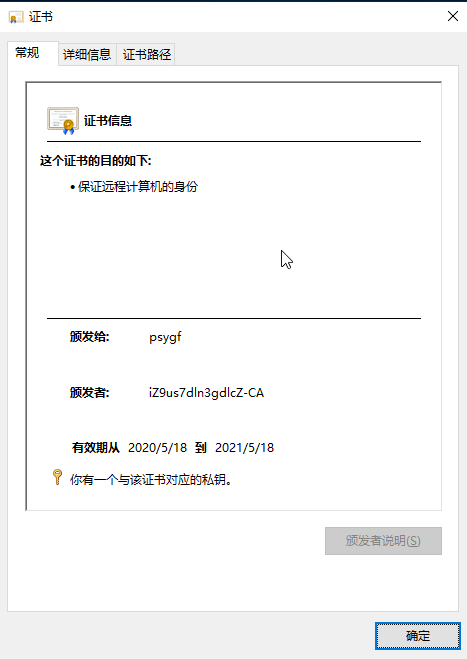 证书
常规 详细信息 证书路径
证书信息
这个证书的目的如下:
• 保证远程计算机的身份
颁发给: psygf
颁发者: iZ9us7dln3gdlcZ-CA
有效期从 2020/5/18 到 2021/5/18
你有一个与该证书对应的私钥。
颁发者说明(S)
确定